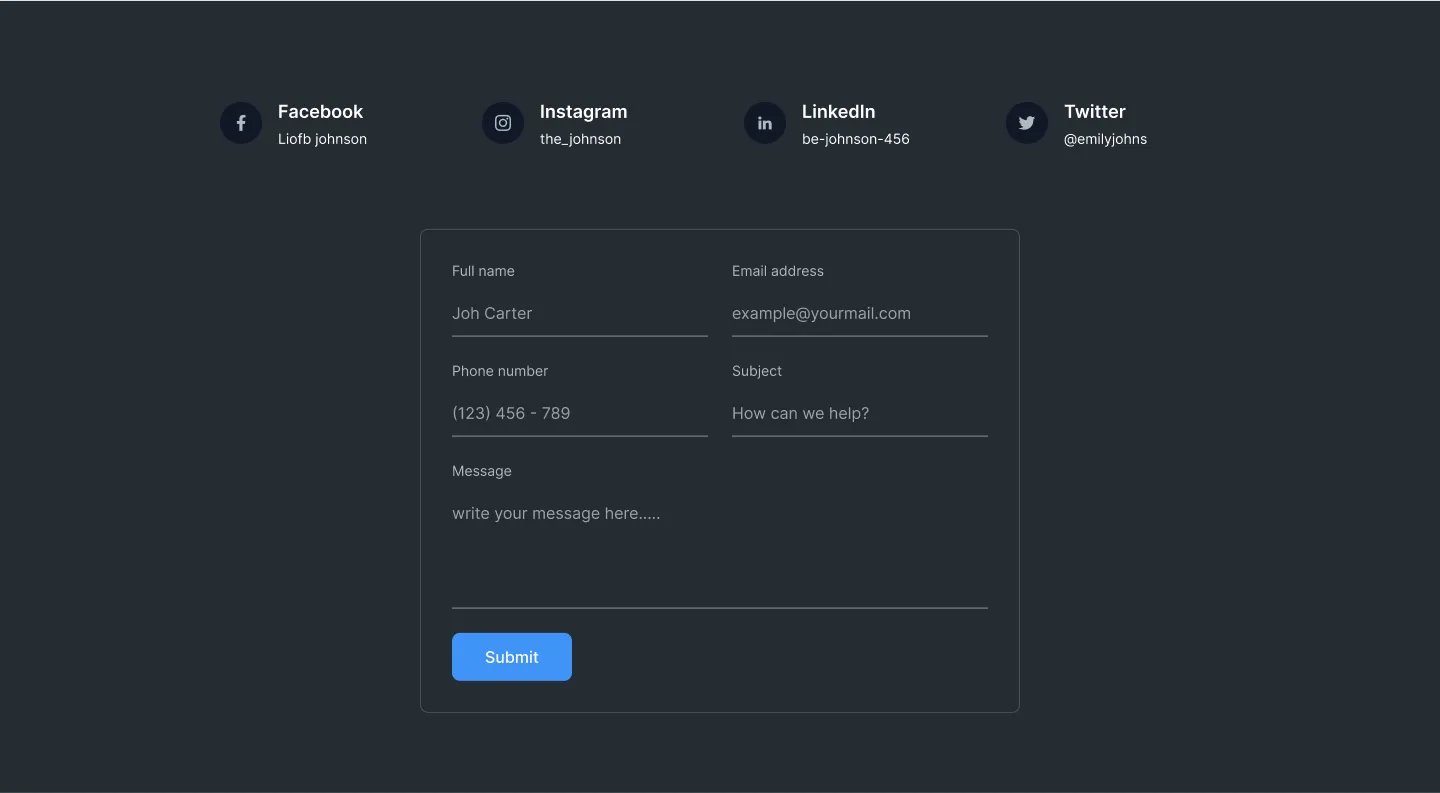 Facebook
Liofb johnson
Instagram
the_johnson
LinkedIn
be-johnson-456
Twitter
@emilyjohns
Full name
Joh Carter
Email address
example@yourmail.com
Phone number
(123) 456 - 789
Subject
How can we help?
Message
write your message here.....
Submit